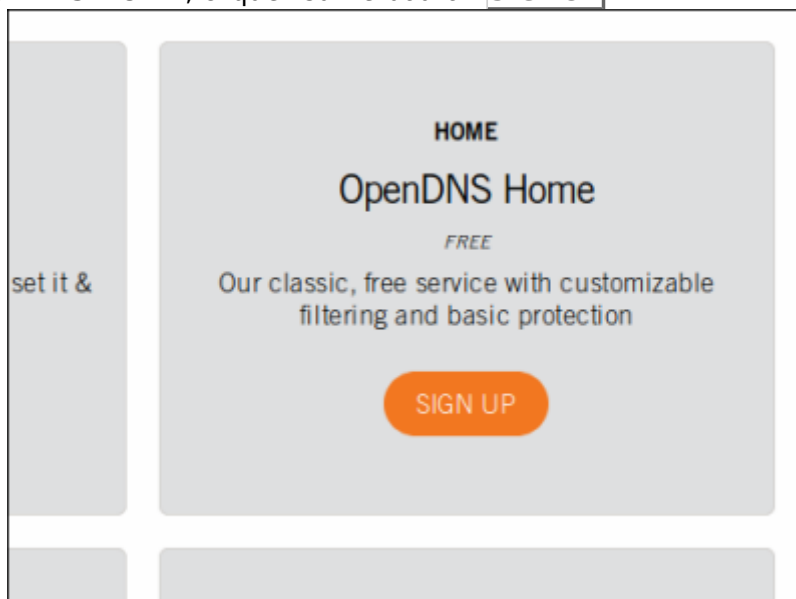 HOME
OpenDNS Home
FREE
set it &
Our classic, free service with customizable
filtering and basic protection
SIGN UP